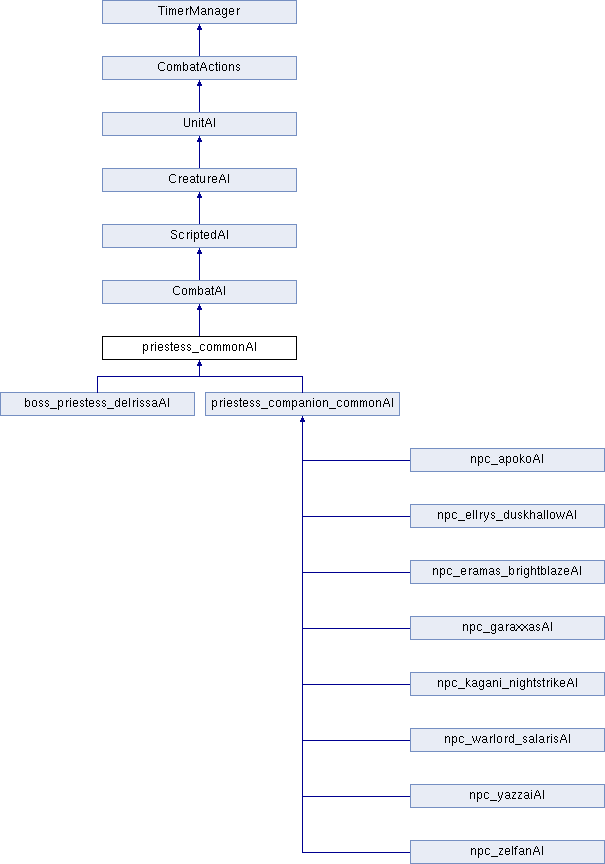 TimerManager
CombatActions
UnitAI
CreatureAI
ScriptedAI
CombatAI
priestess_commonAI
boss_priestess_delrissaAI
priestess_companion_commonAI
npc_apokoAI
npc_ellrys_duskhallowAI
npc_eramas_brightblazeAI
npc_garaxxasAI
npc_kagani_nightstrikeAI
npc_warlord_salarisAI
npc_yazzaiAI
npc_zelfanAI